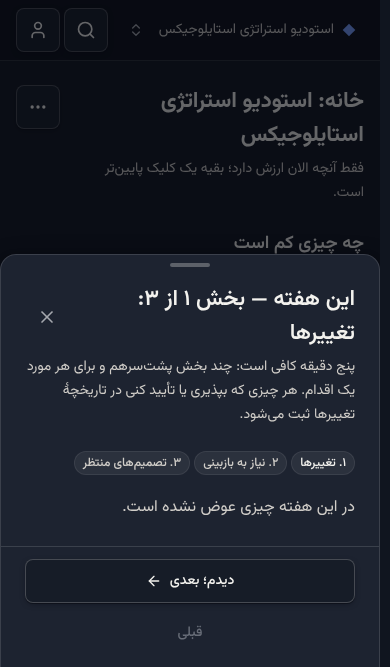 استودیو استراتژی استایلوجیکس
خانه: استودیو استراتژی
استایلوجیکس
فقط آنچه الان ارزش دارد؛ بقیه یک کلیک پایین‌تر
است.
چه چیزی کم است
این هفته — بخش ۱ از ۳:
تغییرها
پنج دقیقه کافی است: چند بخش پشت‌سرهم و برای هر مورد
یک اقدام. هر چیزی که بپذیری یا تأیید کنی در تاریخچهٔ
تغییرها ثبت می‌شود.
۱. تغییرها
۲. نیاز به بازبینی
۳. تصمیم‌های منتظر
در این هفته چیزی عوض نشده است.
دیدم؛ بعدی
قبلی